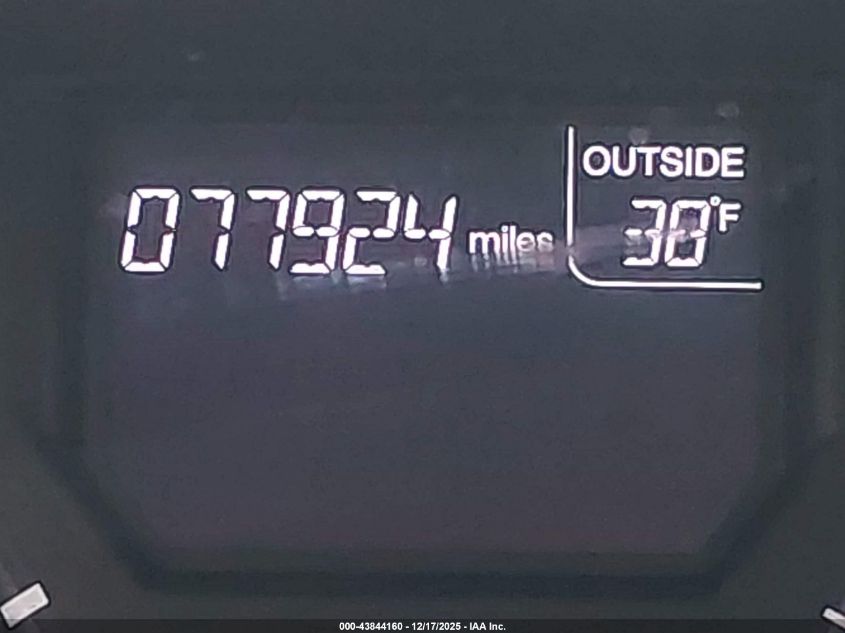 077924 miles
OUTSIDE
38°F
000-43844160 - 12/17/2025 - IAA Inc.